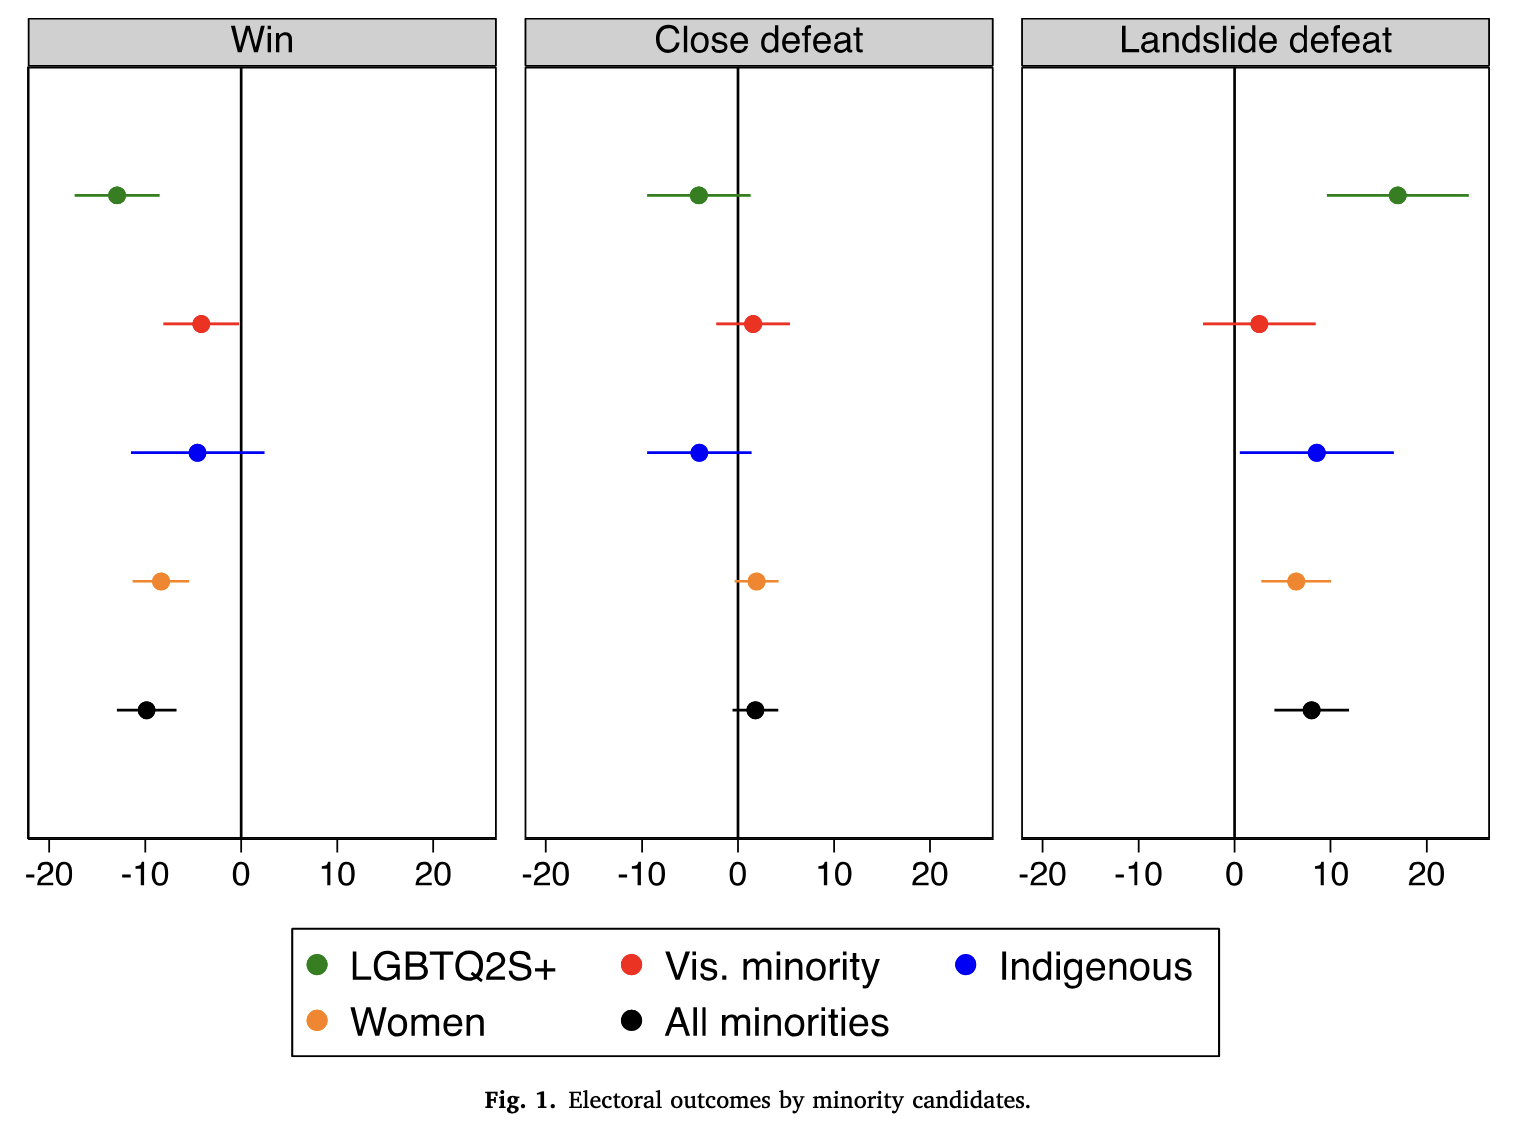 Win Close defeat Landslide defeat
-20 -10 0 10 20 -20 -10 0 10 20 -20 -10 0 10 20
LGBTQ2S+ Vis. minority Indigenous
Women All minorities
Fig. 1. Electoral outcomes by minority candidates.